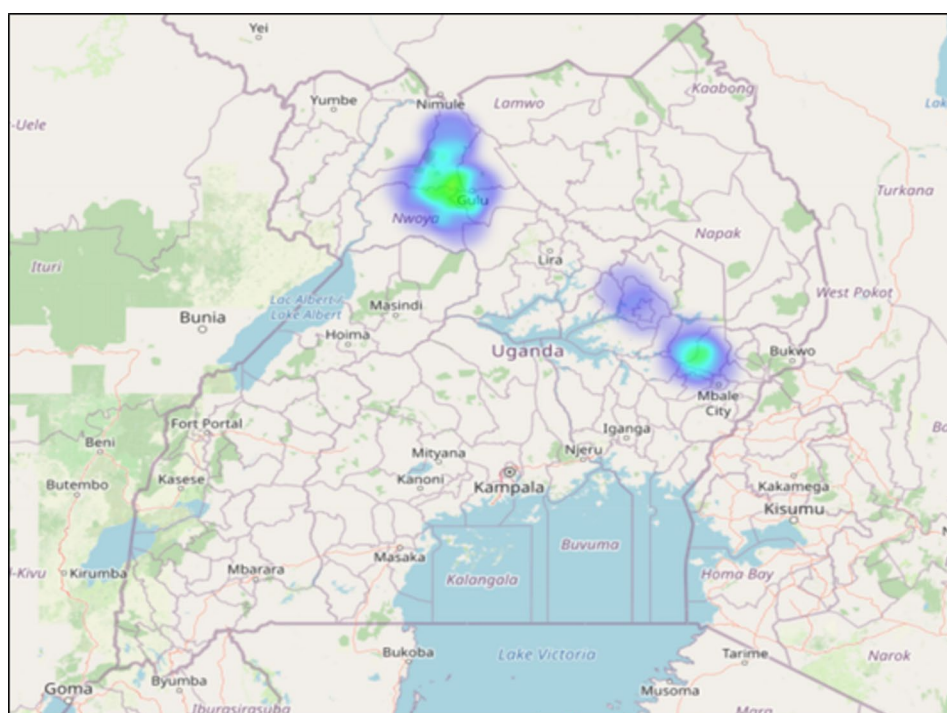 Yei
Kaabong
Yumbe
Nimule
Lamwo
-Uele
Turkana
Gulu
Nwoya
Napak
Ituri
Lira
West Pokot
Lac Albert /
Lake Albert
Masindi
Bunia
Hoima
Uganda
Bukwo
Mbale
City
Fort Portal
Iganga
Beni
Mityana
Njeru
Butembo
Kasese
Kanoni
Kampala
Kakamega
Kisumu
Buvuma
Masaka
l-Kivu
Kirumba
Mbarara
Kalangala
Homa Bay
Bukoba
Lake Victoria
Tarime
Narok
Goma
Byumba
Musoma